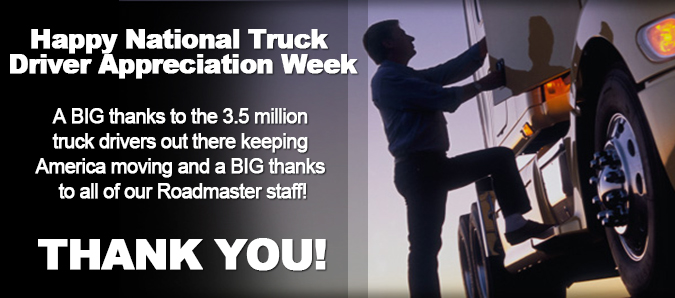 Happy National Truck
Driver Appreciation Week
A BIG thanks to the 3.5 million
truck drivers out there keeping
America moving and a BIG thanks
to all of our Roadmaster staff!
THANK YOU!